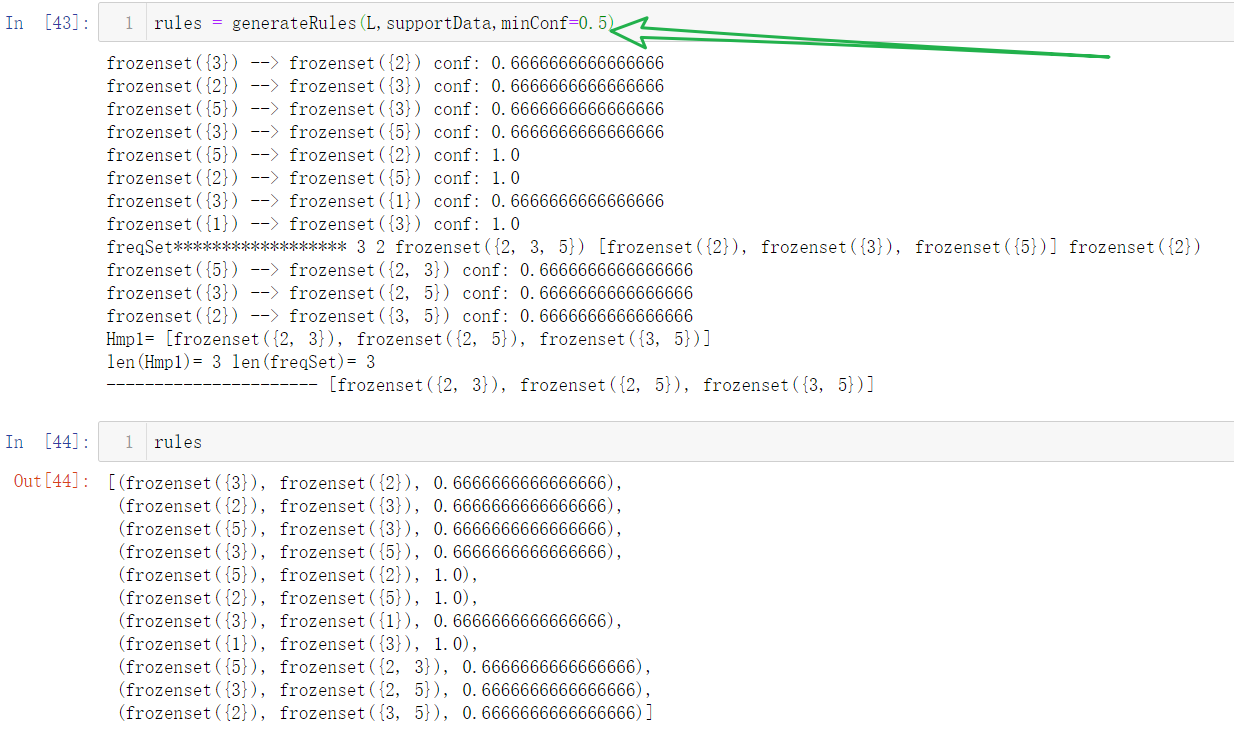 In [43]: 1 rules = generateRules(L,supportData,minConf=0.5)
frozenset({3}) --> frozenset({2}) conf: 0.6666666666666666
frozenset({2}) --> frozenset({3}) conf: 0.6666666666666666
frozenset({5}) --> frozenset({3}) conf: 0.6666666666666666
frozenset({3}) --> frozenset({5}) conf: 0.6666666666666666
frozenset({5}) --> frozenset({2}) conf: 1.0
frozenset({2}) --> frozenset({5}) conf: 1.0
frozenset({3}) --> frozenset({1}) conf: 0.6666666666666666
frozenset({1}) --> frozenset({3}) conf: 1.0
freqSet****************** 3 2 frozenset({2, 3, 5}) [frozenset({2}), frozenset({3}), frozenset({5})] frozenset({2})
frozenset({5}) --> frozenset({2, 3}) conf: 0.6666666666666666
frozenset({3}) --> frozenset({2, 5}) conf: 0.6666666666666666
frozenset({2}) --> frozenset({3, 5}) conf: 0.6666666666666666
Hmp1= [frozenset({2, 3}), frozenset({2, 5}), frozenset({3, 5})]
len(Hmp1)= 3 len(freqSet)= 3
---------------------- [frozenset({2, 3}), frozenset({2, 5}), frozenset({3, 5})]
In [44]: 1 rules
Out[44]: [(frozenset({3}), frozenset({2}), 0.6666666666666666),
(frozenset({2}), frozenset({3}), 0.6666666666666666),
(frozenset({5}), frozenset({3}), 0.6666666666666666),
(frozenset({3}), frozenset({5}), 0.6666666666666666),
(frozenset({5}), frozenset({2}), 1.0),
(frozenset({2}), frozenset({5}), 1.0),
(frozenset({3}), frozenset({1}), 0.6666666666666666),
(frozenset({1}), frozenset({3}), 1.0),
(frozenset({5}), frozenset({2, 3}), 0.6666666666666666),
(frozenset({3}), frozenset({2, 5}), 0.6666666666666666),
(frozenset({2}), frozenset({3, 5}), 0.6666666666666666)]